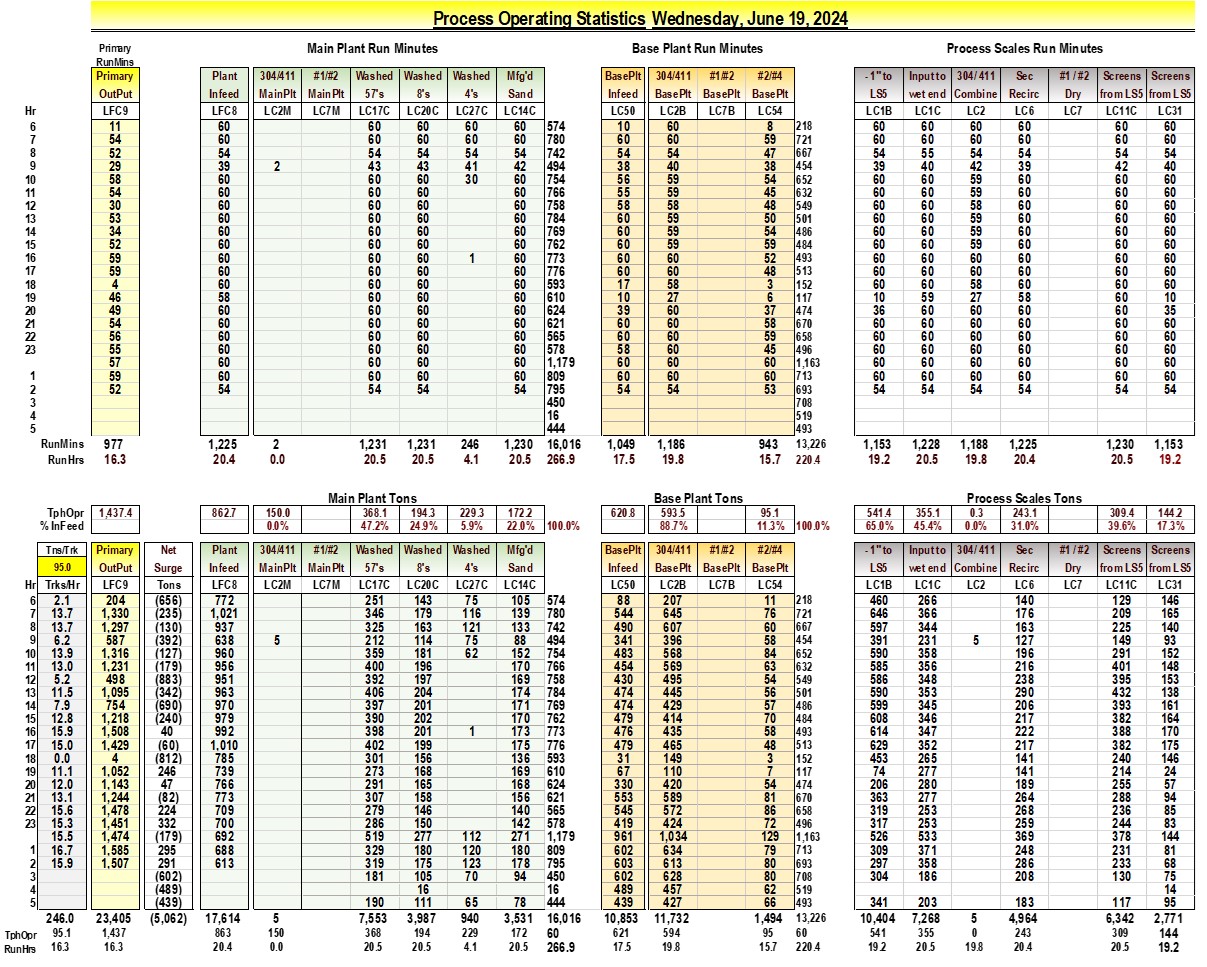 Process Operating Statistics Wednesday, June 19, 2024
Primary Main Plant Run Minutes Base Plant Run Minutes Process Scales Run Minutes
RunMins
Primary Plant 304/411 #1/#2 Washed Washed Washed Mfg'd BasePlt 304/411 #1/#2 #2/#4 -1" to Input to 304/411 Sec #1/#2 Screens Screens
OutPut Infeed MainPlt MainPlt 57's 8's 4's Sand Infeed BasePlt BasePlt BasePlt LS5 wet end Combine Recirc Dry from LS5 from LS5
Hr LFC9 LFC8 LC2M LC7M LC17C LC20C LC27C LC14C LC50 LC2B LC7B LC54 LC1B LC1C LC2 LC6 LC7 LC11C LC31
6 11 60 60 60 60 60 574 10 60 8 218 60 60 60 60 60 60
7 54 60 60 60 60 60 780 60 60 59 721 60 60 60 60 60 60
8 52 54 54 54 54 54 742 54 54 47 667 54 55 54 54 54 54
9 29 39 2 43 43 41 42 494 38 40 38 454 39 40 42 39 42 40
10 58 60 60 60 30 60 754 56 59 54 652 60 60 59 60 60 60
11 54 60 60 60 60 766 55 59 45 632 60 60 59 60 60 60
12 30 60 60 60 60 758 58 58 48 549 60 60 59 60 60 60
13 53 60 60 60 60 784 60 59 50 501 60 60 59 60 60 60
14 34 60 60 60 60 769 60 59 54 486 60 60 59 60 60 60
15 52 60 60 60 60 762 60 59 59 484 60 60 59 60 60 60
16 59 60 60 60 1 60 773 60 60 52 493 60 60 60 60 60 60
17 59 60 60 60 60 776 60 60 48 513 60 60 60 60 60 60
18 4 60 60 60 60 593 17 58 3 152 60 60 58 60 60 60
19 46 58 60 60 60 610 10 27 6 117 10 59 27 58 60 10
20 49 60 60 60 60 624 39 60 37 474 36 60 60 60 60 35
21 54 60 60 60 60 621 60 60 58 670 60 60 60 60 60 60
22 56 60 60 60 60 565 60 60 59 658 60 60 60 60 60 60
23 55 60 60 60 60 578 58 60 45 496 60 60 60 60 60 60
57 60 60 60 60 1,179 60 60 60 1,163 60 60 60 60 60 60
1 59 60 60 60 60 809 60 60 60 713 60 60 60 60 60 60
2 52 54 54 54 54 795 54 54 53 693 54 54 54 54 54 54
3 450 708
4 16 519
5 444 493
RunMins 977 1,225 2 1,231 1,231 246 1,230 16,016 1,049 1,186 943 13,226 1,153 1,228 1,188 1,225 1,230 1,153
RunHrs 16.3 20.4 0.0 20.5 20.5 4.1 20.5 266.9 17.5 19.8 15.7 220.4 19.2 20.5 19.8 20.4 20.5 19.2
Main Plant Tons Base Plant Tons Process Scales Tons
TphOpr 1,437.4 862.7 150.0 368.1 194.3 229.3 172.2 620.8 593.5 95.1 541.4 355.1 0.3 243.1 309.4 144.2
% InFeed 0.0% 47.2% 24.9% 5.9% 22.0% 100.0% 88.7% 11.3% 100.0% 65.0% 45.4% 0.0% 31.0% 39.6% 17.3%
Tns/Trk Primary Net Plant 304/411 #1/#2 Washed Washed Washed Mfg'd BasePlt 304/411 #1/#2 #2/#4 -1" to Input to 304/411 Sec #1/#2 Screens Screens
95.0 OutPut Surge Infeed MainPlt MainPlt 57's 8's 4's Sand Infeed BasePlt BasePlt BasePlt LS5 wet end Combine Recirc Dry from LS5 from LS5
Hr Trks/Hr LFC9 Tons LFC8 LC2M LC7M LC17C LC20C LC27C LC14C LC50 LC2B LC7B LC54 LC1B LC1C LC2 LC6 LC7 LC11C LC31
6 2.1 204 (656) 772 251 143 75 105 574 88 207 11 218 460 266 140 129 146
7 13.7 1,330 (235) 1,021 346 179 116 139 780 544 645 76 721 646 366 176 209 165
8 13.7 1,297 (130) 937 325 163 121 133 742 490 607 60 667 597 344 163 225 140
9 6.2 587 (392) 638 5 212 114 75 88 494 341 396 58 454 391 231 5 127 149 93
10 13.9 1,316 (127) 960 359 181 62 152 754 483 568 84 652 590 358 196 291 152
11 13.0 1,231 (179) 956 400 196 170 766 454 569 63 632 585 356 216 401 148
12 5.2 498 (883) 951 392 197 169 758 430 495 54 549 586 348 238 395 153
13 11.5 1,095 (342) 963 406 204 174 784 474 445 56 501 590 353 290 432 138
14 7.9 754 (690) 970 397 201 171 769 474 429 57 486 599 345 206 393 161
15 12.8 1,218 (240) 979 390 202 170 762 479 414 70 484 608 346 217 382 164
16 15.9 1,508 40 992 398 201 1 173 773 476 435 58 493 614 347 222 388 170
17 15.0 1,429 (60) 1,010 402 199 175 776 479 465 48 513 629 352 217 382 175
18 0.0 4 (812) 785 301 156 136 593 31 149 3 152 453 265 141 240 146
19 11.1 1,052 246 739 273 168 169 610 67 110 7 117 74 277 141 214 24
20 12.0 1,143 47 766 291 165 168 624 330 420 54 474 206 280 189 255 57
21 13.1 1,244 (82) 773 307 158 156 621 553 589 81 670 363 277 264 288 94
22 15.6 1,478 224 709 279 146 140 565 545 572 86 658 319 253 268 236 85
23 15.3 1,451 332 700 286 150 142 578 419 424 72 496 317 253 259 244 83
15.5 1,474 (179) 692 519 277 112 271 1,179 961 1,034 129 1,163 526 533 369 378 144
1 16.7 1,585 295 688 329 180 120 180 809 602 634 79 713 309 371 248 231 81
2 15.9 1,507 291 613 319 175 123 178 795 603 613 80 693 297 358 286 233 68
3 (602) 181 105 70 94 450 602 628 80 708 304 186 208 130 75
4 (489) 16 16 489 457 62 519 14
5 (439) 190 111 65 78 444 439 427 66 493 341 203 183 117 95
246.0 23,405 (5,062) 17,614 5 7,553 3,987 940 3,531 16,016 10,853 11,732 1,494 13,226 10,404 7,268 5 4,964 6,342 2,771
TphOpr 95.1 1,437 863 150 368 194 229 172 60 621 594 95 60 541 355 0 243 309 144
RunHrs 16.3 16.3 20.4 0.0 20.5 20.5 4.1 20.5 266.9 17.5 19.8 15.7 220.4 19.2 20.5 19.8 20.4 20.5 19.2